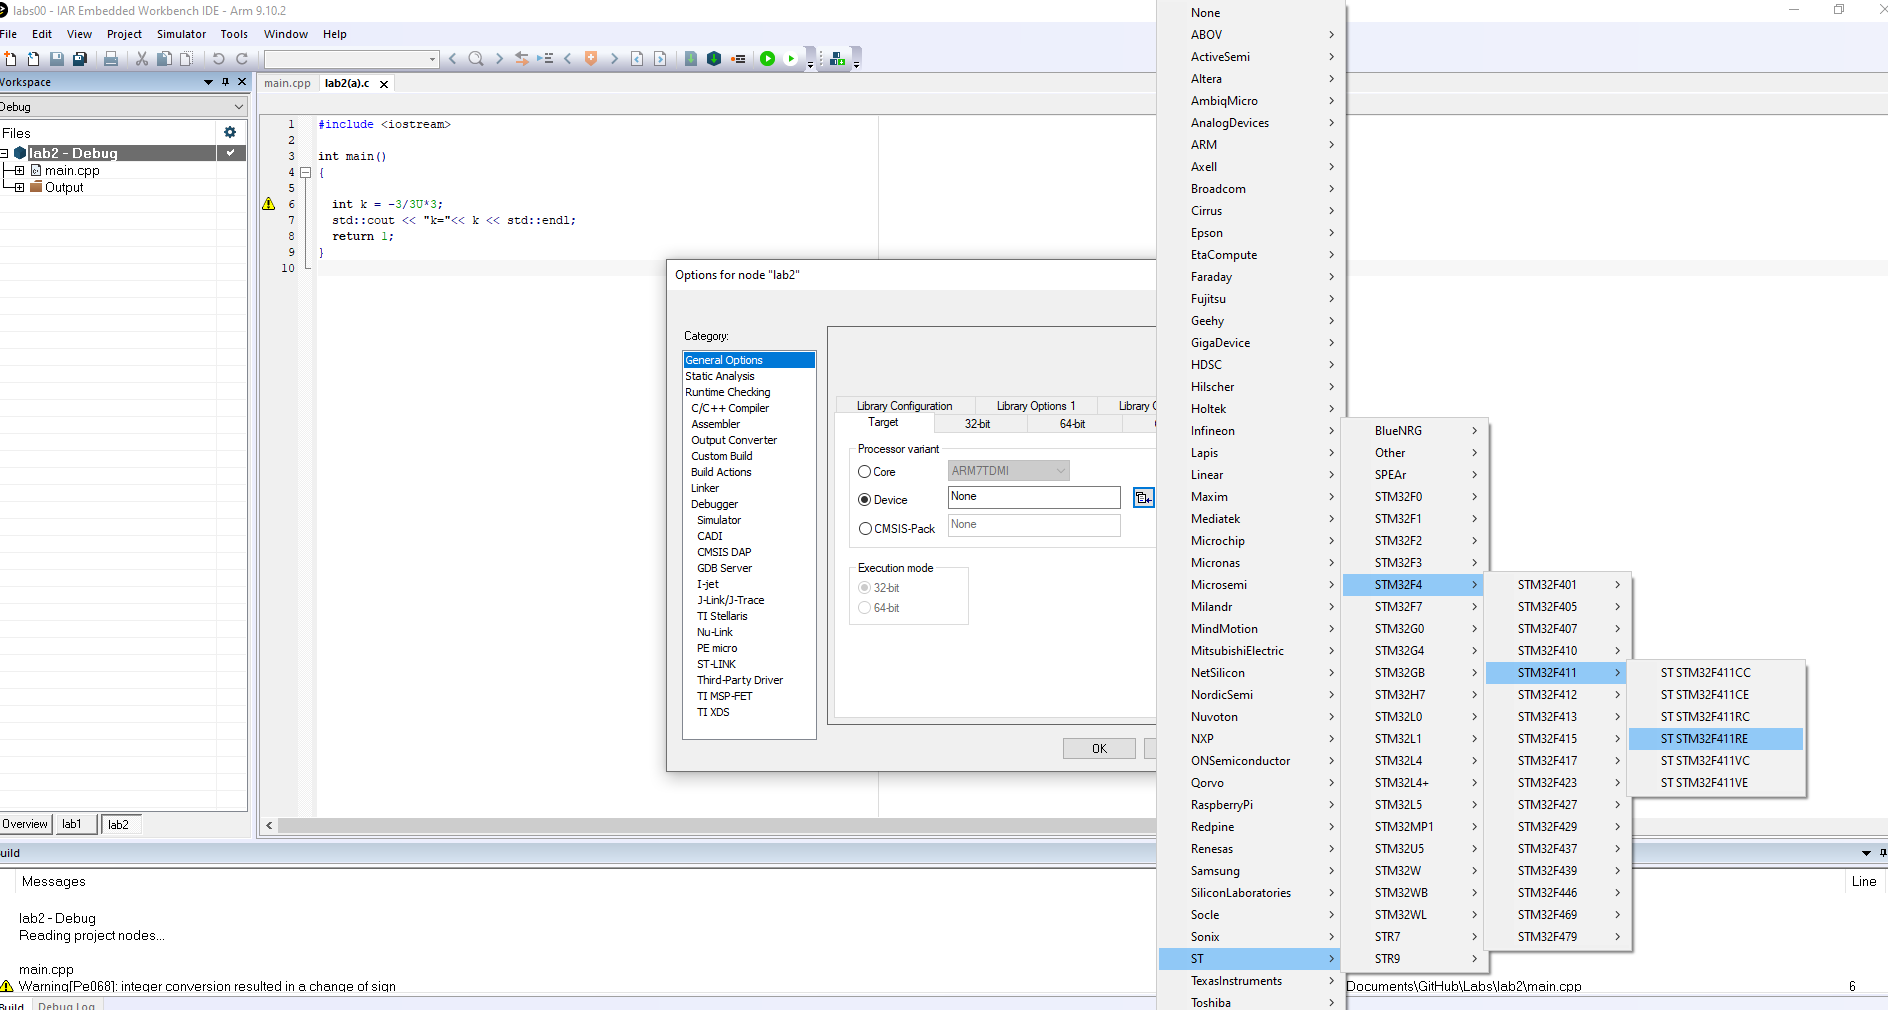 labs00 - IAR Embedded Workbench IDE - Arm 9.10.2
File Edit View Project Simulator Tools Window Help
Workspace
Debug
Files
lab2 - Debug
main.cpp
Output
Overview lab1 lab2
main.cpp lab2(a).c
1 #include <iostream>
2
3 int main()
4 {
5
6 int k = -3/3U*3;
7 std::cout << "k="<< k << std::endl;
8 return 1;
9 }
10
Options for node "lab2"
Category:
General Options
Static Analysis
Runtime Checking
C/C++ Compiler
Assembler
Output Converter
Custom Build
Build Actions
Linker
Debugger
Simulator
CADI
CMSIS DAP
GDB Server
I-jet
J-Link/J-Trace
TI Stellaris
Nu-Link
PE micro
ST-LINK
Third-Party Driver
TI MSP-FET
TI XDS
Library Configuration Library Options 1 Library
Target 32-bit 64-bit
Processor variant
Core ARM7TDMI
Device None
CMSIS-Pack None
Execution mode
32-bit
64-bit
OK
None
ABOV
ActiveSemi
Altera
AmbiqMicro
AnalogDevices
ARM
Axell
Broadcom
Cirrus
Epson
EtaCompute
Faraday
Fujitsu
Geehy
GigaDevice
HDSC
Hilscher
Holtek
Infineon
Lapis
Linear
Maxim
Mediatek
Microchip
Micronas
Microsemi
Milandr
MindMotion
MitsubishiElectric
NetSilicon
NordicSemi
Nuvoton
NXP
ONSemiconductor
Qorvo
RaspberryPi
Redpine
Renesas
Samsung
SiliconLaboratories
Socle
Sonix
ST
TexasInstruments
Toshiba
BlueNRG
Other
SPEAr
STM32F0
STM32F1
STM32F2
STM32F3
STM32F4
STM32F7
STM32G0
STM32G4
STM32GB
STM32H7
STM32L0
STM32L1
STM32L4
STM32L4+
STM32L5
STM32MP1
STM32U5
STM32W
STM32WB
STM32WL
STR7
STR9
STM32F401
STM32F405
STM32F407
STM32F410
STM32F411
STM32F412
STM32F413
STM32F415
STM32F417
STM32F423
STM32F427
STM32F429
STM32F437
STM32F439
STM32F446
STM32F469
STM32F479
ST STM32F411CC
ST STM32F411CE
ST STM32F411RC
ST STM32F411RE
ST STM32F411VC
ST STM32F411VE
uild
Messages Line
lab2 - Debug
Reading project nodes...
main.cpp
Warning[Pe068]: integer conversion resulted in a change of sign Documents\GitHub\Labs\lab2\main.cpp 6
Build Debug Log